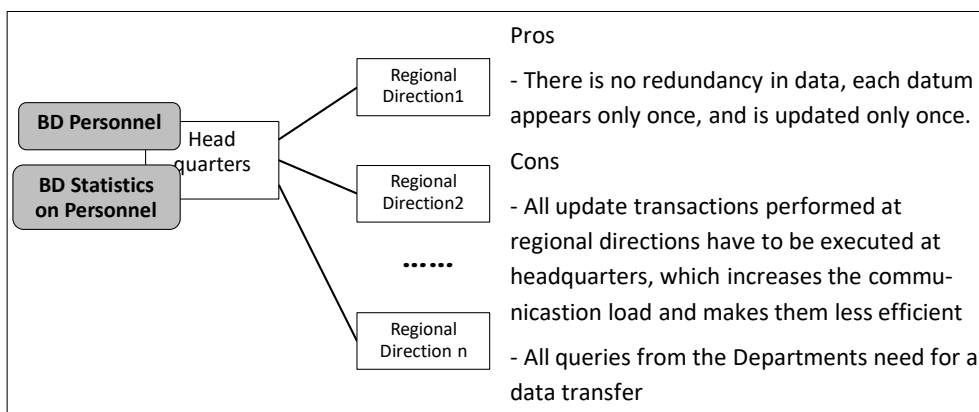 BD Personnel
Head
quarters
BD Statistics
on Personnel
Regional
Direction1
Regional
Direction2
......
Regional
Direction n
Pros
- There is no redundancy in data, each datum
appears only once, and is updated only once.
Cons
- All update transactions performed at
regional directions have to be executed at
headquarters, which increases the commu-
nicastion load and makes them less efficient
- All queries from the Departments need for a
data transfer